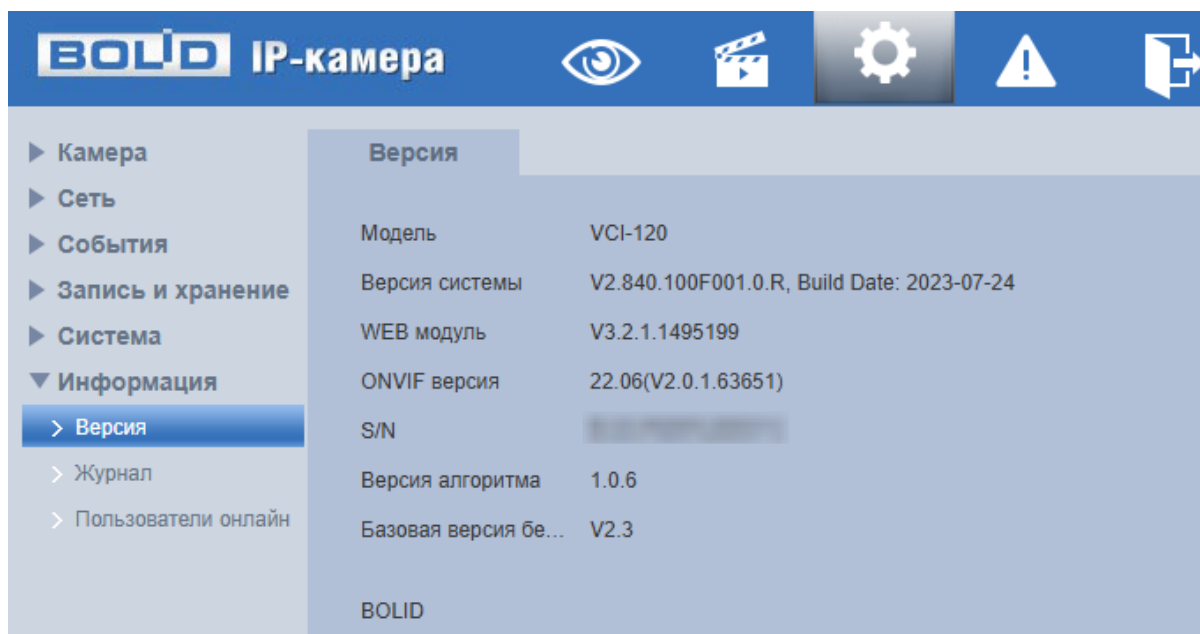 BOLID IP-камера
Камера
Сеть
События
Запись и хранение
Система
Информация
Версия
Журнал
Пользователи онлайн
Версия
Модель VCI-120
Версия системы V2.840.100F001.0.R, Build Date: 2023-07-24
WEB модуль V3.2.1.1495199
ONVIF версия 22.06(V2.0.1.63651)
S/N
Версия алгоритма 1.0.6
Базовая версия бе... V2.3
BOLID